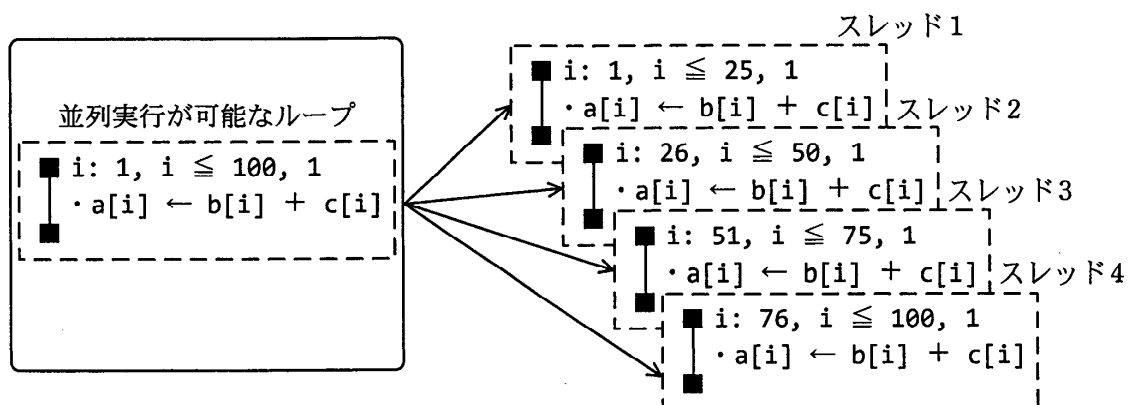 並列実行が可能なループ
i: 1, i ≦ 100, 1
・a[i] ← b[i] + c[i]
スレッド1
i: 1, i ≦ 25, 1
・a[i] ← b[i] + c[i]
スレッド2
i: 26, i ≦ 50, 1
・a[i] ← b[i] + c[i]
スレッド3
i: 51, i ≦ 75, 1
・a[i] ← b[i] + c[i]
スレッド4
i: 76, i ≦ 100, 1
・a[i] ← b[i] + c[i]